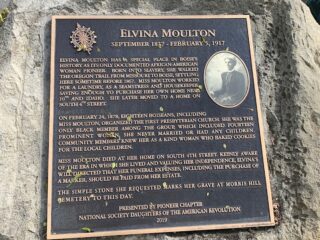 ELVINA MOULTON
SEPTEMBER 1837 - FEBRUARY 5, 1917
ELVINA MOULTON HAS A SPECIAL PLACE IN BOISE'S
HISTORY AS ITS ONLY DOCUMENTED AFRICAN AMERICAN
WOMAN PIONEER. BORN INTO SLAVERY, SHE WALKED
THE OREGON TRAIL FROM MISSOURI TO BOISE, SETTLING
HERE SOMETIME BEFORE 1867. MISS MOULTON WORKED
FOR A LAUNDRY, AS A SEAMSTRESS AND HOUSEKEEPER,
SAVING ENOUGH TO PURCHASE HER OWN HOME NEAR
AND IDAHO. SHE LATER MOVED TO A HOME ON
SOUTH STREET.
ON FEBRUARY 24, 1878, EIGHTEEN BOISEANS, INCLUDING
MISS MOULTON, ORGANIZED THE FIRST PRESBYTERIAN CHURCH. SHE WAS THE
ONLY BLACK MEMBER AMONG THE GROUP, WHICH INCLUDED FOURTEEN
PROMINENT WOMEN. SHE NEVER MARRIED OR HAD ANY CHILDREN.
COMMUNITY MEMBERS KNEW HER AS A KIND WOMAN WHO BAKED COOKIES
FOR THE LOCAL CHILDREN.
MISS MOULTON DIED AT HER HOME ON SOUTH STREET. KEENLY AWARE
OF THE ERA IN WHICH SHE LIVED AND VALUING HER INDEPENDENCE, ELVINA'S
WILL DIRECTED THAT HER FUNERAL EXPENSES, INCLUDING THE PURCHASE OF
A MARKER, SHOULD BE PAID FROM HER ESTATE.
THE SIMPLE STONE SHE REQUESTED MARKS HER GRAVE AT MORRIS HILL
CEMETERY TO THIS DAY.
PRESENTED BY PIONEER CHAPTER
NATIONAL SOCIETY DAUGHTERS OF THE AMERICAN REVOLUTION
2019